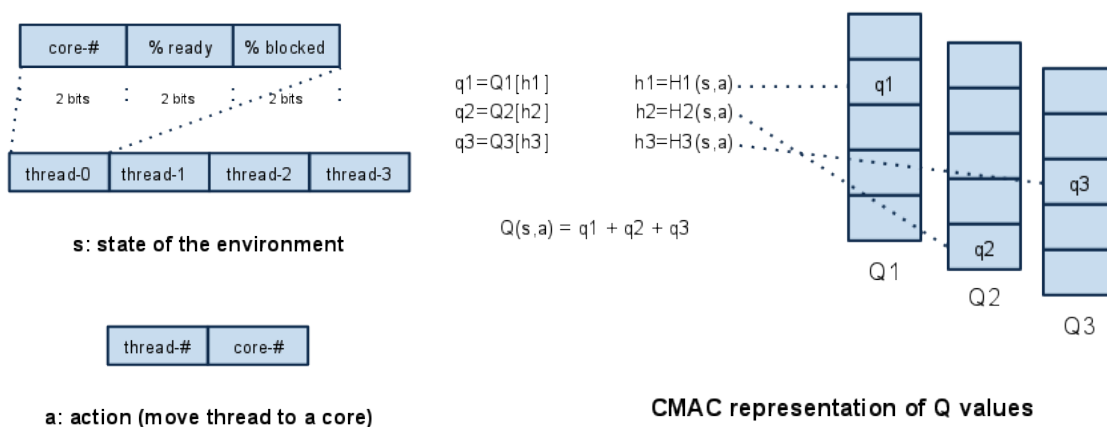 core-# % ready % blocked
2 bits 2 bits 2 bits
thread-0 thread-1 thread-2 thread-3
s: state of the environment
thread-# core-#
a: action (move thread to a core)
q1=Q1[h1] h1=H1(s,a)
q2=Q2[h2] h2=H2(s,a)
q3=Q3[h3] h3=H3(s,a)
Q(s,a) = q1 + q2 + q3
q1
q3
q2
Q1
Q2
Q3
CMAC representation of Q values